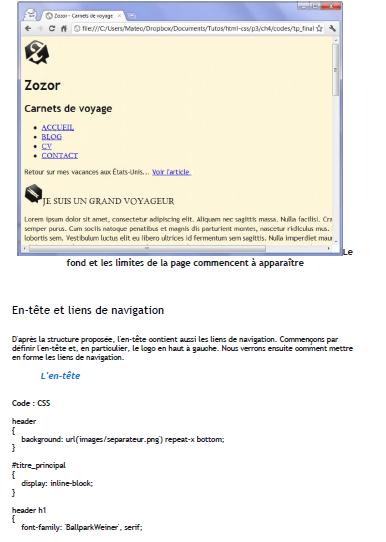 Zozor - Carnets de voyage
file:///C:/Users/Mateo/Dropbox/Documents/Tutos/html-css/p3/ch4/codes/tp_final
Zozor
Carnets de voyage
ACCUEIL
BLOG
CV
CONTACT
Retour sur mes vacances aux États-Unis... Voir l'article
JE SUIS UN GRAND VOYAGEUR
Lorem ipsum dolor sit amet, consectetur adipiscing elit. Aliquam nec sagittis massa. Nulla facilisi. Cra
semper purus. Cum sociis natoque penatibus et magnis dis parturient montes, nascetur ridiculus mus.
lobortis sem. Vestibulum luctus elit eu libero ultrices id fermentum sem sagittis. Nulla imperdiet mau
Le
fond et les limites de la page commencent à apparaître
En-tête et liens de navigation
D'après la structure proposée, l'en-tête contient aussi les liens de navigation. Commençons par
définir l'en-tête et, en particulier, le logo en haut à gauche. Nous verrons ensuite comment mettre
en forme les liens de navigation.
L'en-tête
Code : CSS
header
{
background: url('images/separateur.png') repeat-x bottom;
}
#titre_principal
{
display: inline-block;
}
header h1
{
font-family: 'BallparkWeiner', serif;